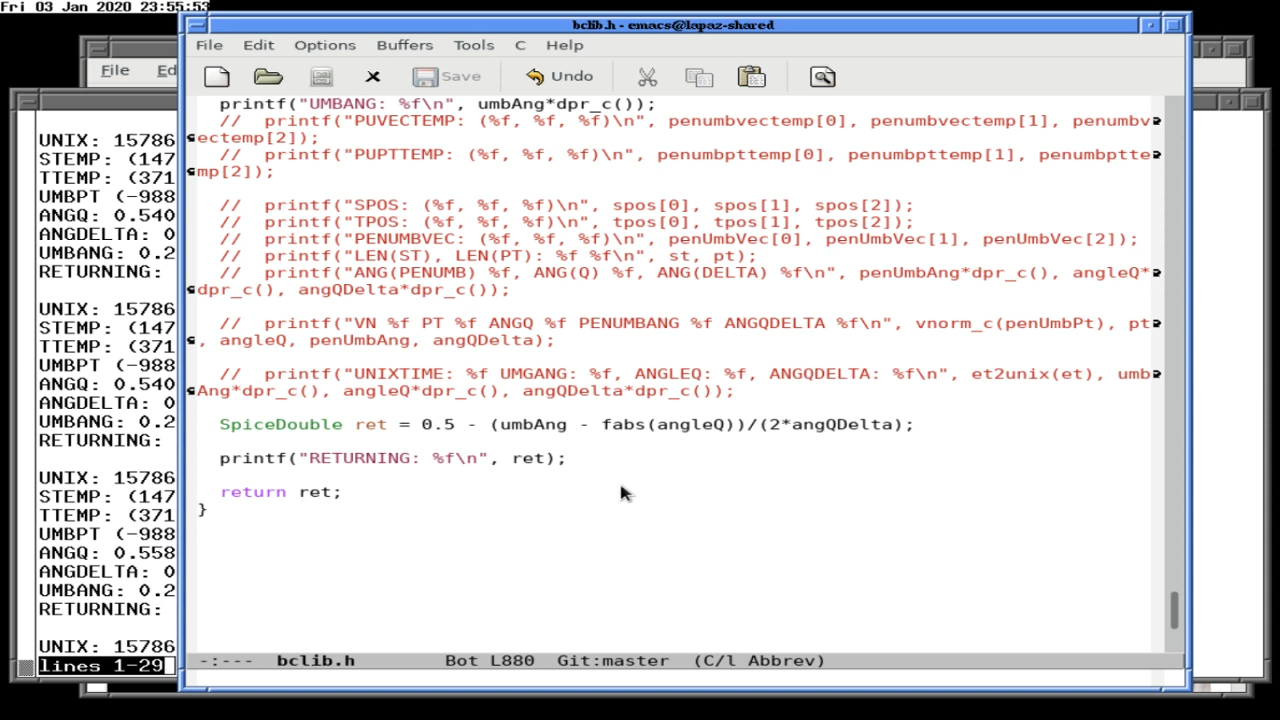 Fri 03 Jan 2020 23:55:53
bclib.h - emacs@lapaz-shared
File Edit Options Buffers Tools C Help
Save Undo
File Ed
printf("UMBANG: %f\n", umbAng*dpr_c());
//  printf("PUVECTEMP: (%f, %f, %f)\n", penumbvectemp[0], penumbvectemp[1], penumbv
ectemp[2]);
//  printf("PUPTTEMP: (%f, %f, %f)\n", penumbpttemp[0], penumbpttemp[1], penumbptte
mp[2]);
//  printf("SPOS: (%f, %f, %f)\n", spos[0], spos[1], spos[2]);
//  printf("TPOS: (%f, %f, %f)\n", tpos[0], tpos[1], tpos[2]);
//  printf("PENUMBVEC: (%f, %f, %f)\n", penUmbVec[0], penUmbVec[1], penUmbVec[2]);
//  printf("LEN(ST), LEN(PT): %f %f\n", st, pt);
//  printf("ANG(PENUMB) %f, ANG(Q) %f, ANG(DELTA) %f\n", penUmbAng*dpr_c(), angleQ*
dpr_c(), angQDelta*dpr_c());
//  printf("VN %f PT %f ANGQ %f PENUMBANG %f ANGQDELTA %f\n", vnorm_c(penUmbPt), pt
, angleQ, penUmbAng, angQDelta);
//  printf("UNIXTIME: %f UMGANG: %f, ANGLEQ: %f, ANGQDELTA: %f\n", et2unix(et), umb
Ang*dpr_c(), angleQ*dpr_c(), angQDelta*dpr_c());
SpiceDouble ret = 0.5 - (umbAng - fabs(angleQ))/(2*angQDelta);
printf("RETURNING: %f\n", ret);
return ret;
}
-:---  bclib.h        Bot L880  Git:master  (C/l Abbrev)
UNIX: 15786
STEMP: (147
TTEMP: (371
UMBPT (-988
ANGQ: 0.540
ANGDELTA: 0
UMBANG: 0.2
RETURNING:
UNIX: 15786
STEMP: (147
TTEMP: (371
UMBPT (-988
ANGQ: 0.540
ANGDELTA: 0
UMBANG: 0.2
RETURNING:
UNIX: 15786
STEMP: (147
TTEMP: (371
UMBPT (-988
ANGQ: 0.558
ANGDELTA: 0
UMBANG: 0.2
RETURNING:
UNIX: 15786
lines 1-29